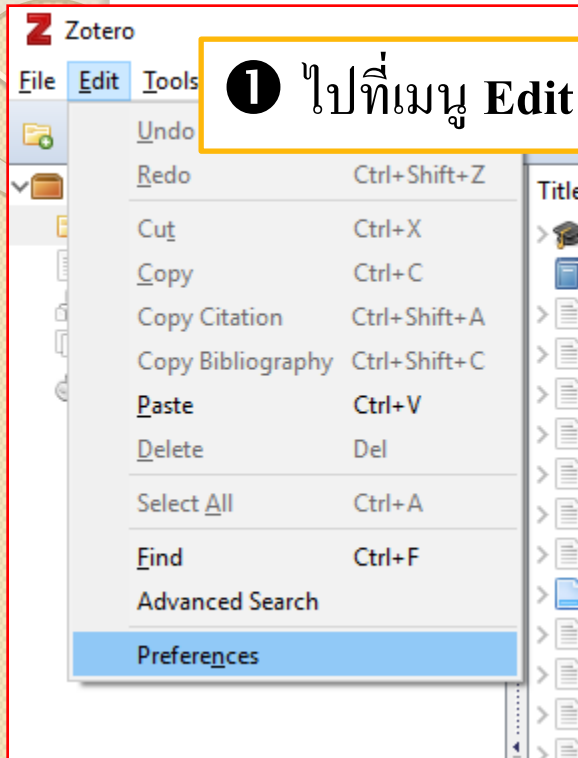 Zotero
File Edit Tools
❶ ไปที่เมนู Edit
Undo
Redo Ctrl+Shift+Z
Title
Cut Ctrl+X
Copy Ctrl+C
Copy Citation Ctrl+Shift+A
Copy Bibliography Ctrl+Shift+C
Paste Ctrl+V
Delete Del
Select All Ctrl+A
Find Ctrl+F
Advanced Search
Preferences